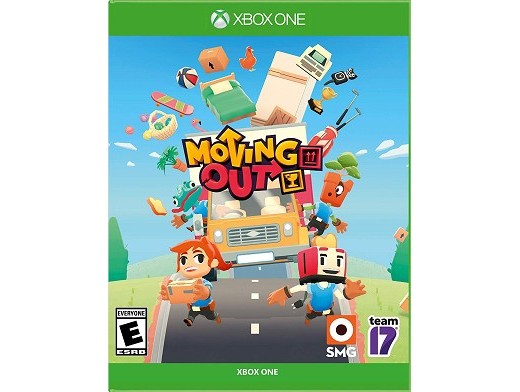 XBOX ONE
MOVING
OUT
EVERYONE
E
ESRB
SMG
team
17
XBOX ONE